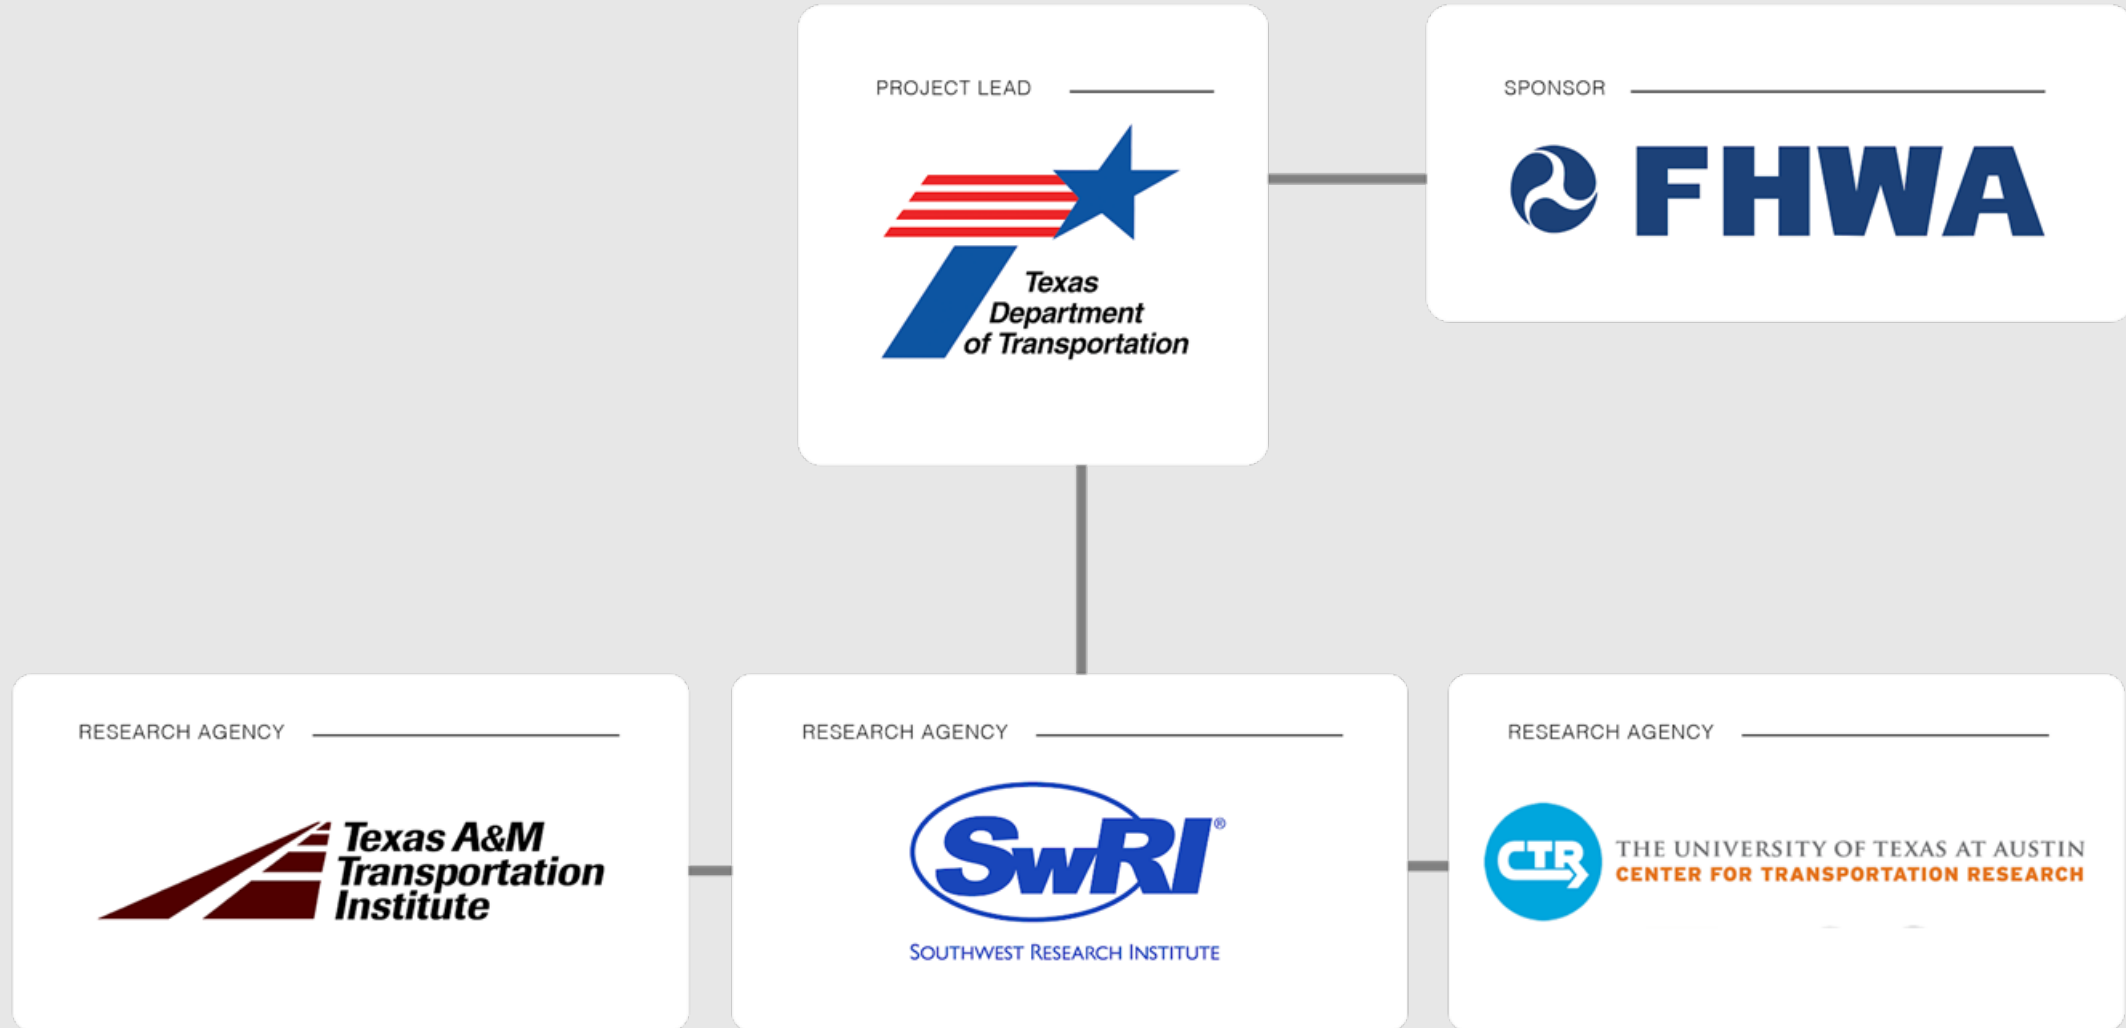 PROJECT LEAD
Texas
Department
of Transportation
SPONSOR
FHWA
RESEARCH AGENCY
Texas A&M
Transportation
Institute
RESEARCH AGENCY
SwRI®
SOUTHWEST RESEARCH INSTITUTE
RESEARCH AGENCY
CTR
THE UNIVERSITY OF TEXAS AT AUSTIN
CENTER FOR TRANSPORTATION RESEARCH